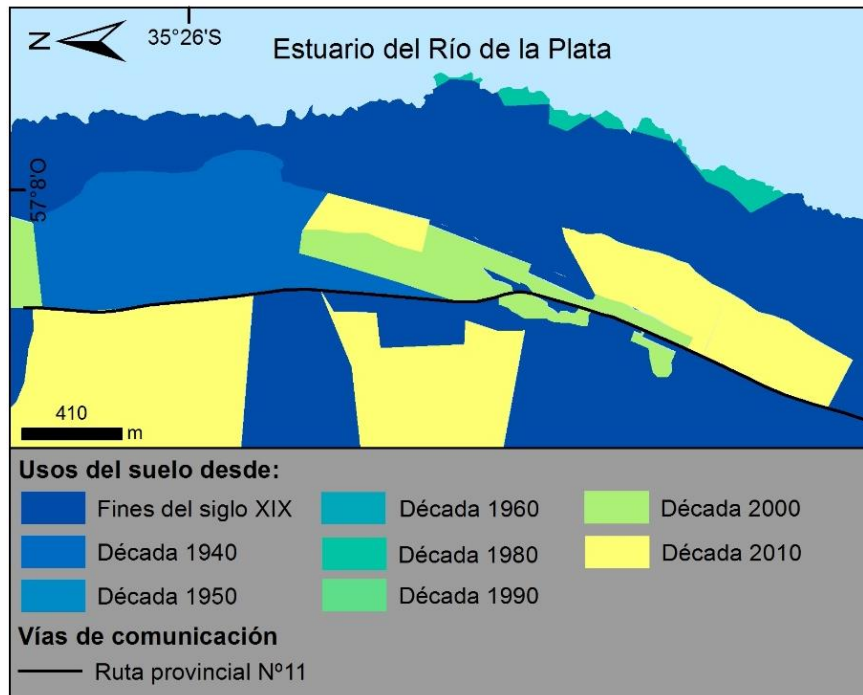 N
35°26'S
Estuario del Río de la Plata
57°8'O
410
m
Usos del suelo desde:
Fines del siglo XIX
Década 1940
Década 1950
Década 1960
Década 1980
Década 1990
Década 2000
Década 2010
Vías de comunicación
Ruta provincial Nº11